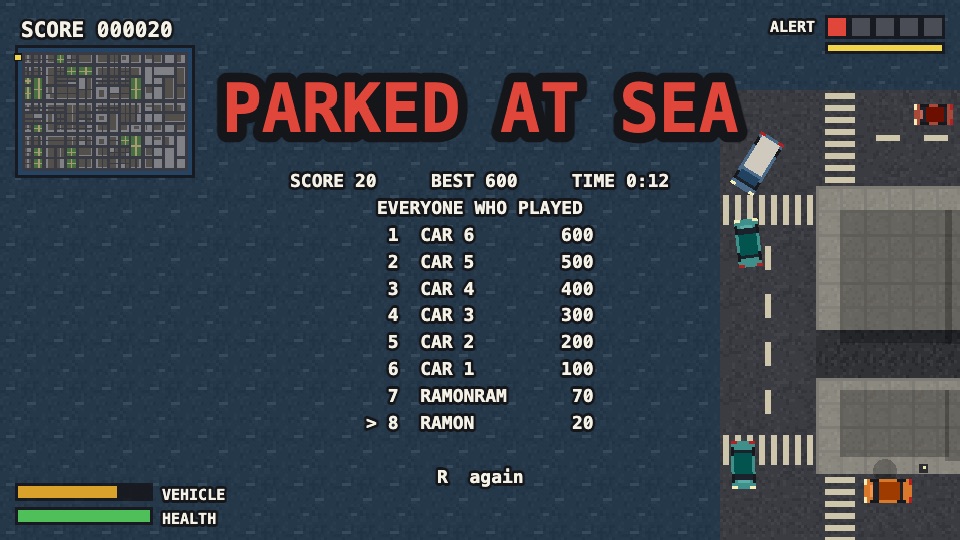 SCORE 000020
ALERT
PARKED AT SEA
SCORE 20 BEST 600 TIME 0:12
EVERYONE WHO PLAYED
1 CAR 6 600
2 CAR 5 500
3 CAR 4 400
4 CAR 3 300
5 CAR 2 200
6 CAR 1 100
7 RAMONRAM 70
> 8 RAMON 20
R again
VEHICLE
HEALTH